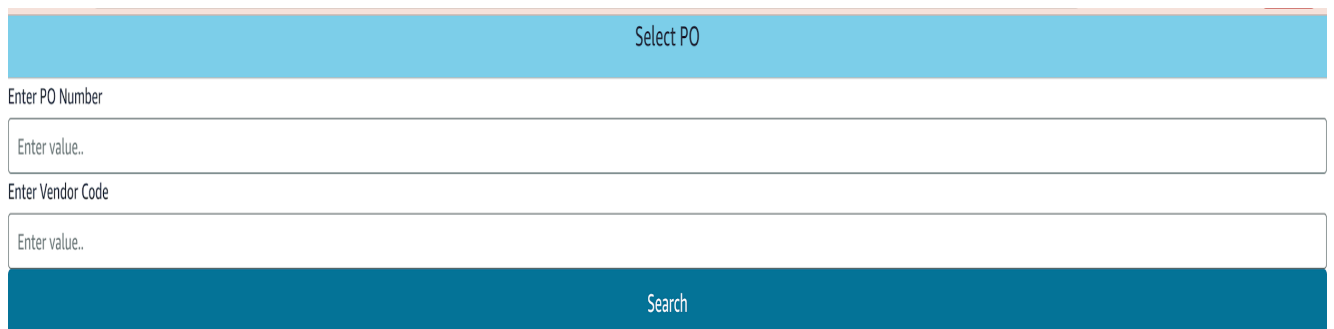 Select PO
Enter PO Number
Enter value..
Enter Vendor Code
Enter value..
Search